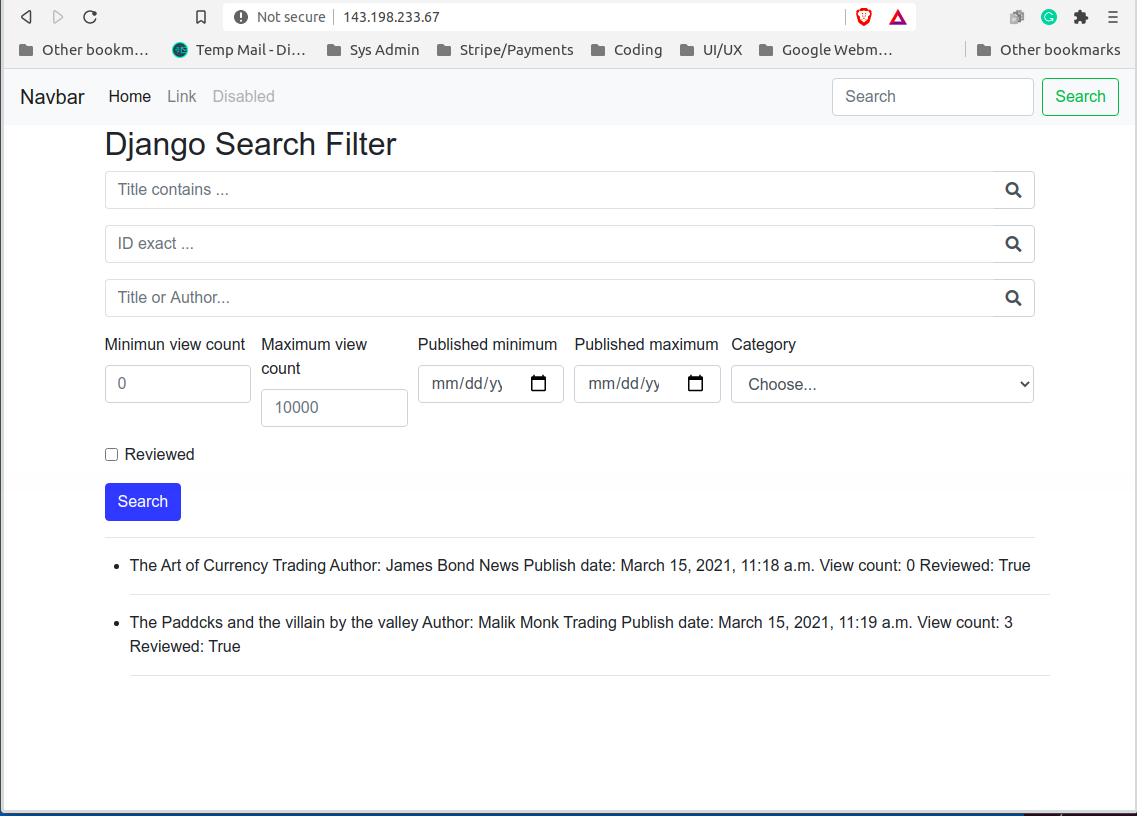 Not secure 143.198.233.67
Other bookm... Temp Mail - Di... Sys Admin Stripe/Payments Coding UI/UX Google Webm... Other bookmarks
Navbar Home Link Disabled Search Search
Django Search Filter
Title contains ...
ID exact ...
Title or Author...
Minimun view count Maximum view count Published minimum Published maximum Category
0 10000 mm/dd/yy mm/dd/yy Choose...
Reviewed
Search
The Art of Currency Trading Author: James Bond News Publish date: March 15, 2021, 11:18 a.m. View count: 0 Reviewed: True
The Paddcks and the villain by the valley Author: Malik Monk Trading Publish date: March 15, 2021, 11:19 a.m. View count: 3
Reviewed: True